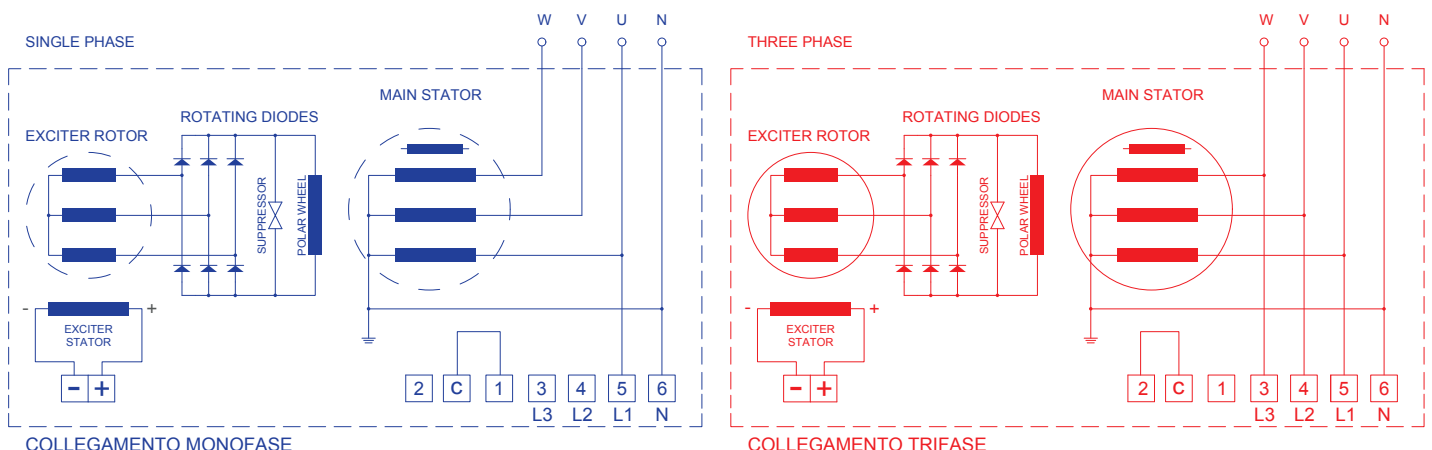 W V U N
SINGLE PHASE
MAIN STATOR
ROTATING DIODES
EXCITER ROTOR
SUPPRESSOR
POLAR WHEEL
- +
EXCITER
STATOR
- +
2 C 1 3 4 5 6
L3 L2 L1 N
COLLEGAMENTO MONOFASE
W V U N
THREE PHASE
MAIN STATOR
ROTATING DIODES
EXCITER ROTOR
SUPPRESSOR
POLAR WHEEL
- +
EXCITER
STATOR
- +
2 C 1 3 4 5 6
L3 L2 L1 N
COLLEGAMENTO TRIFASE